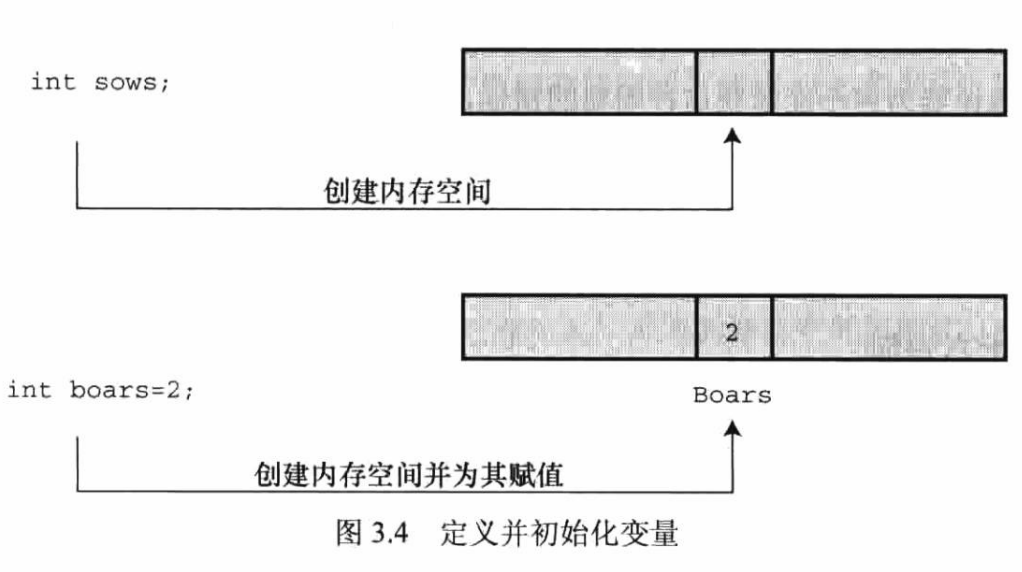 int sows;
创建内存空间
2
int boars=2;
Boars
创建内存空间并为其赋值
图 3.4 定义并初始化变量